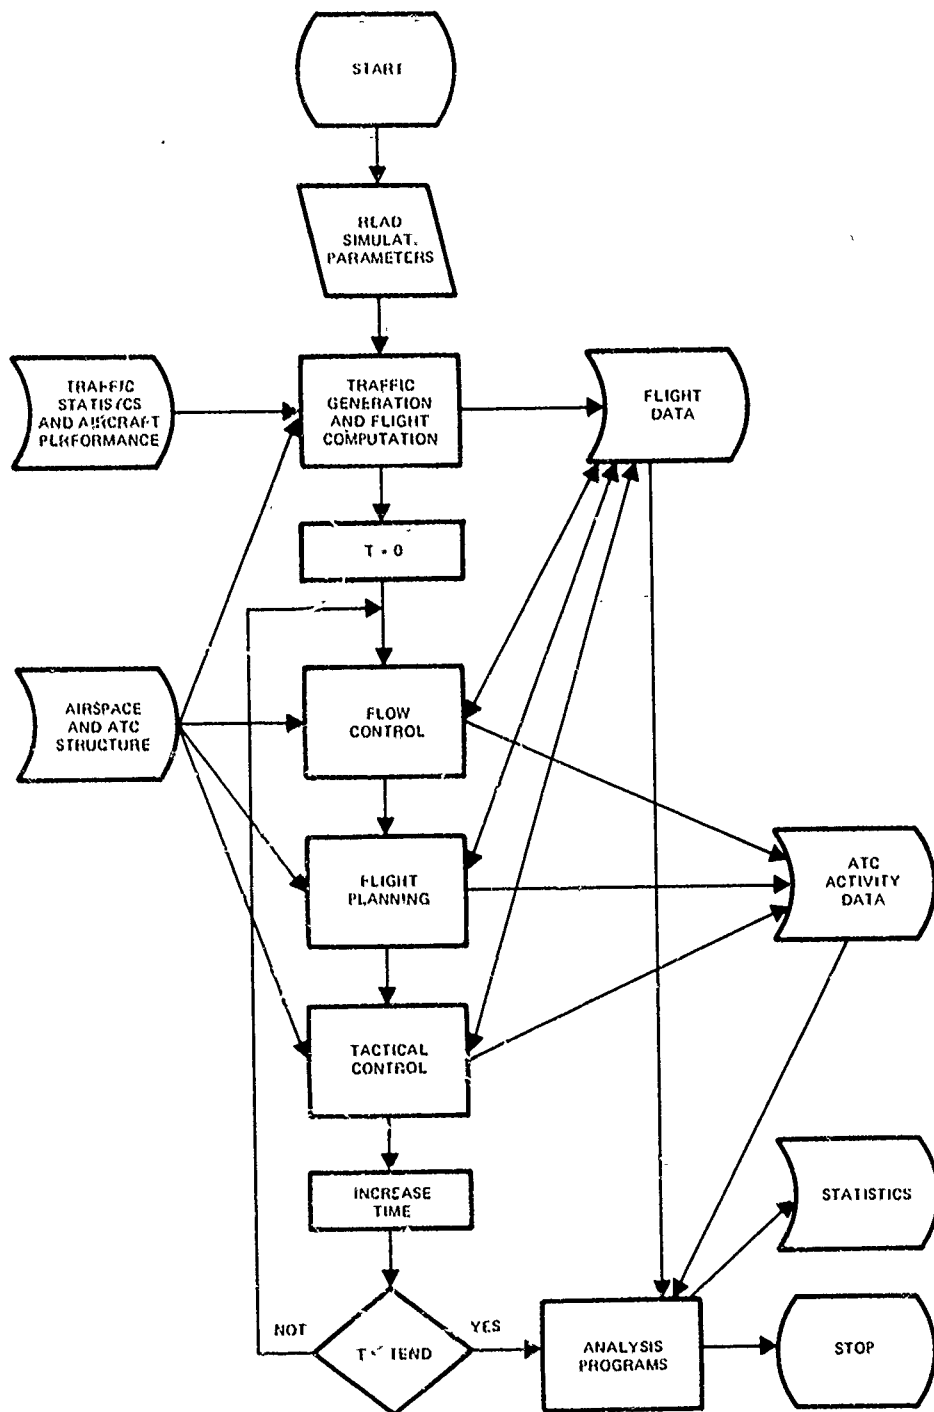 START
READ
SIMULAT.
PARAMETERS
TRAFFIC
STATISTCS
AND AIRCRAFT
PERFORMANCE
TRAFFIC
GENERATION
AND FLIGHT
COMPUTATION
FLIGHT
DATA
T = 0
AIRSPACE
AND ATC
STRUCTURE
FLOW
CONTROL
FLIGHT
PLANNING
ATC
ACTIVITY
DATA
TACTICAL
CONTROL
INCREASE
TIME
STATISTICS
NOT
YES
TEND
ANALYSIS
PROGRAMS
STOP